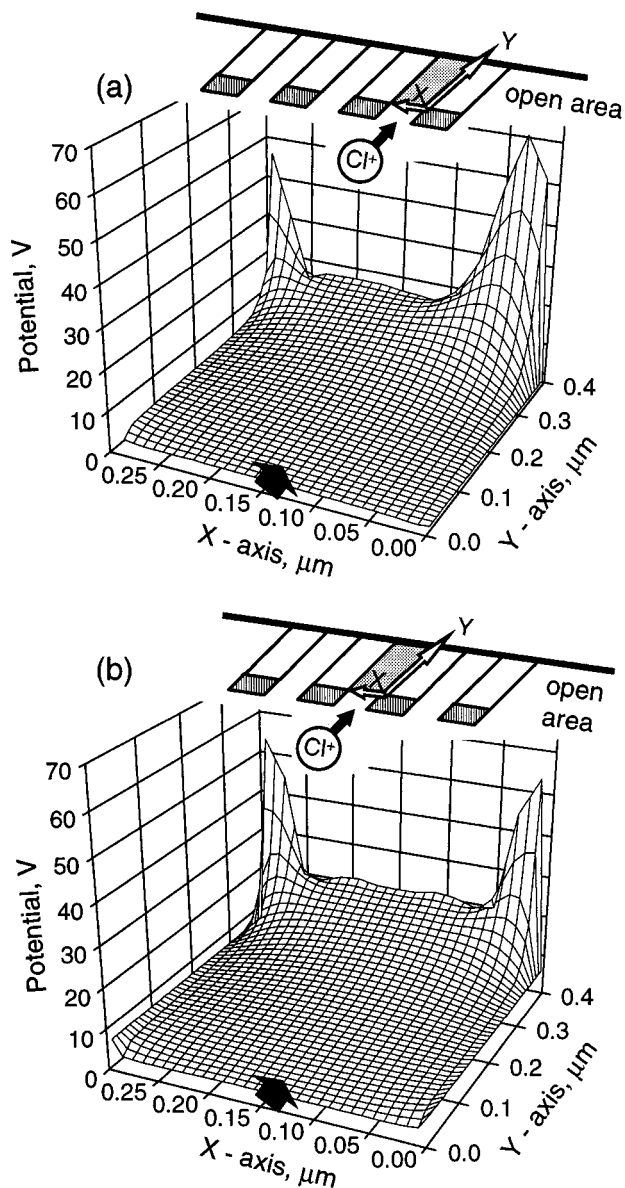 Y
(a)
X
open area
Cl+
70
60
50
40
30
20
10
0
Potential, V
0.25
0.20
0.15
0.10
0.05
0.00
X - axis, μm
0.4
0.3
0.2
0.1
0.0
Y - axis, μm
Y
(b)
X
open
area
Cl+
70
60
50
40
30
20
10
0
Potential, V
0.25
0.20
0.15
0.10
0.05
0.00
X - axis, μm
0.4
0.3
0.2
0.1
0.0
Y - axis, μm